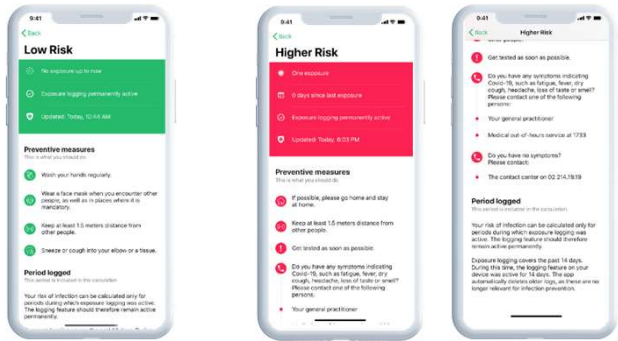 9:41
Back
Low Risk
No exposure up to now
Exposure logging permanently active
Updated: Today, 10:44 AM
Preventive measures
This is what you should do.
Wash your hands regularly.
Wear a face mask when you encounter other
people, as well as in places where it is
mandatory.
Keep at least 1.5 meters distance from
other people.
Sneeze or cough into your elbow or a tissue.
Period logged
This period is included in the calculation.
Your risk of infection can be calculated only for
periods during which exposure logging was active.
The logging feature should therefore remain active
permanently.
9:41
Back
Higher Risk
One exposure
0 days since last exposure
Exposure logging permanently active
Updated: Today, 6:03 PM
Preventive measures
This is what you should do.
If possible, please go home and stay
at home.
Keep at least 1.5 meters distance from
other people.
Get tested as soon as possible.
Do you have any symptoms indicating
Covid-19, such as fatigue, fever, dry
cough, headache, loss of taste or smell?
Please contact one of the following
persons:
Your general practitioner
9:41
Back
Higher Risk
other people.
Get tested as soon as possible.
Do you have any symptoms indicating
Covid-19, such as fatigue, fever, dry
cough, headache, loss of taste or smell?
Please contact one of the following
persons:
Your general practitioner
Medical out-of-hours service at 1733
Do you have no symptoms?
Please contact:
The contact center on 02 214.19.19
Period logged
This period is included in the calculation.
Your risk of infection can be calculated only for
periods during which exposure logging was
active. The logging feature should therefore
remain active permanently.
Exposure logging covers the past 14 days.
During this time, the logging feature on your
device was active for 14 days. The app
automatically deletes older logs, as these are no
longer relevant for infection prevention.